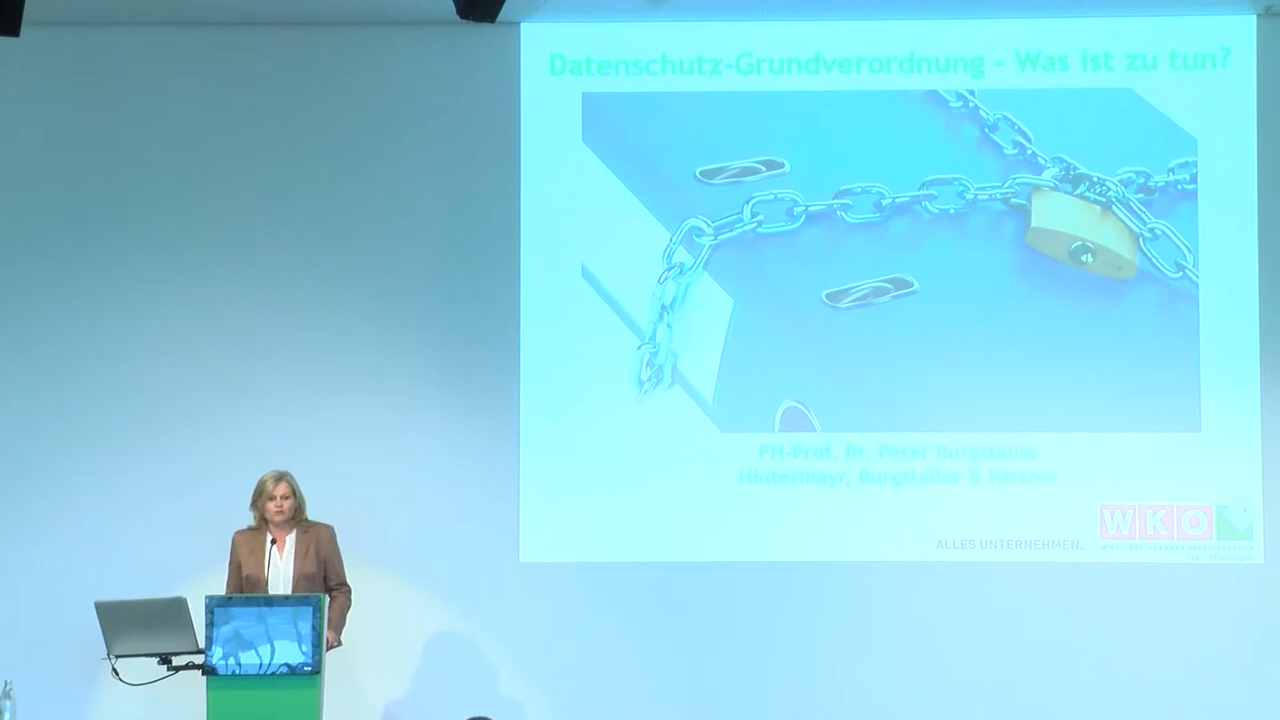 Datenschutz-Grundverordnung - Was ist zu tun?
FH-Prof. Dr. Peter Burgstaller
Hintermayr, Burgstaller & Partner
WKO
ALLES UNTERNEHMEN.